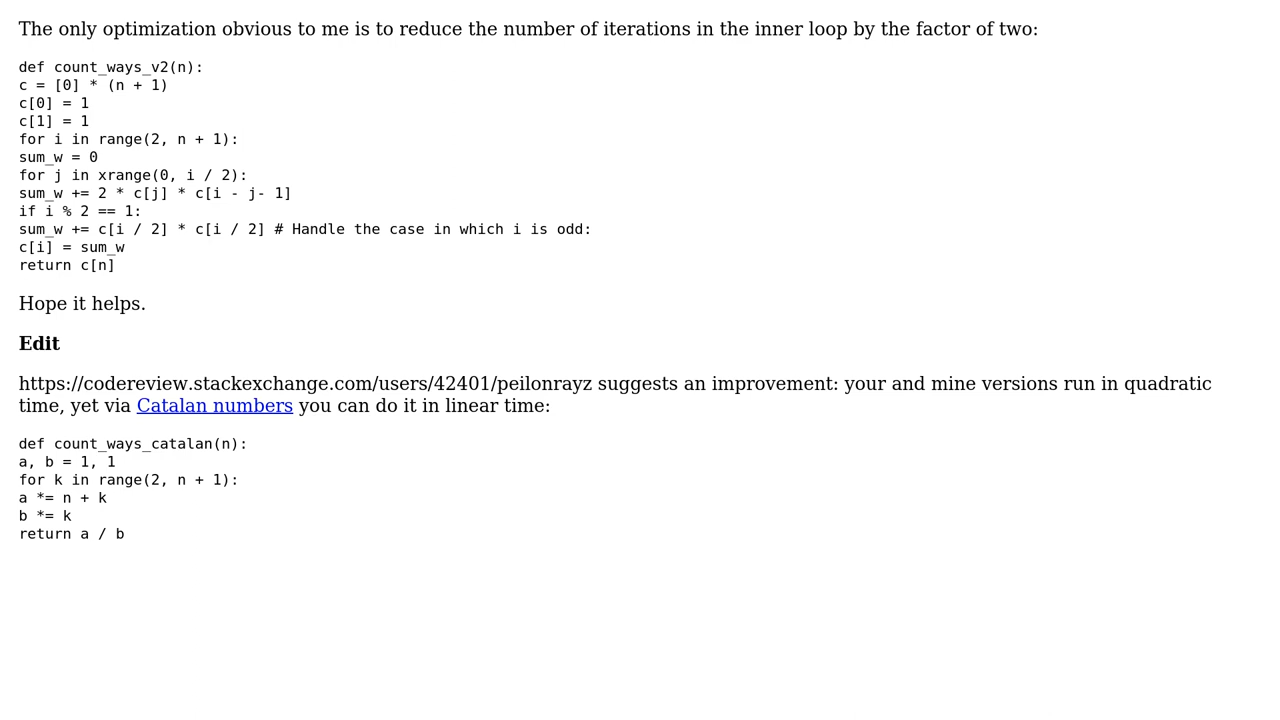 The only optimization obvious to me is to reduce the number of iterations in the inner loop by the factor of two:
def count_ways_v2(n):
c = [0] * (n + 1)
c[0] = 1
c[1] = 1
for i in range(2, n + 1):
sum_w = 0
for j in xrange(0, i / 2):
sum_w += 2 * c[j] * c[i - j- 1]
if i % 2 == 1:
sum_w += c[i / 2] * c[i / 2] # Handle the case in which i is odd:
c[i] = sum_w
return c[n]
Hope it helps.
Edit
https://codereview.stackexchange.com/users/42401/peilonrayz suggests an improvement: your and mine versions run in quadratic
time, yet via Catalan numbers you can do it in linear time:
def count_ways_catalan(n):
a, b = 1, 1
for k in range(2, n + 1):
a *= n + k
b *= k
return a / b